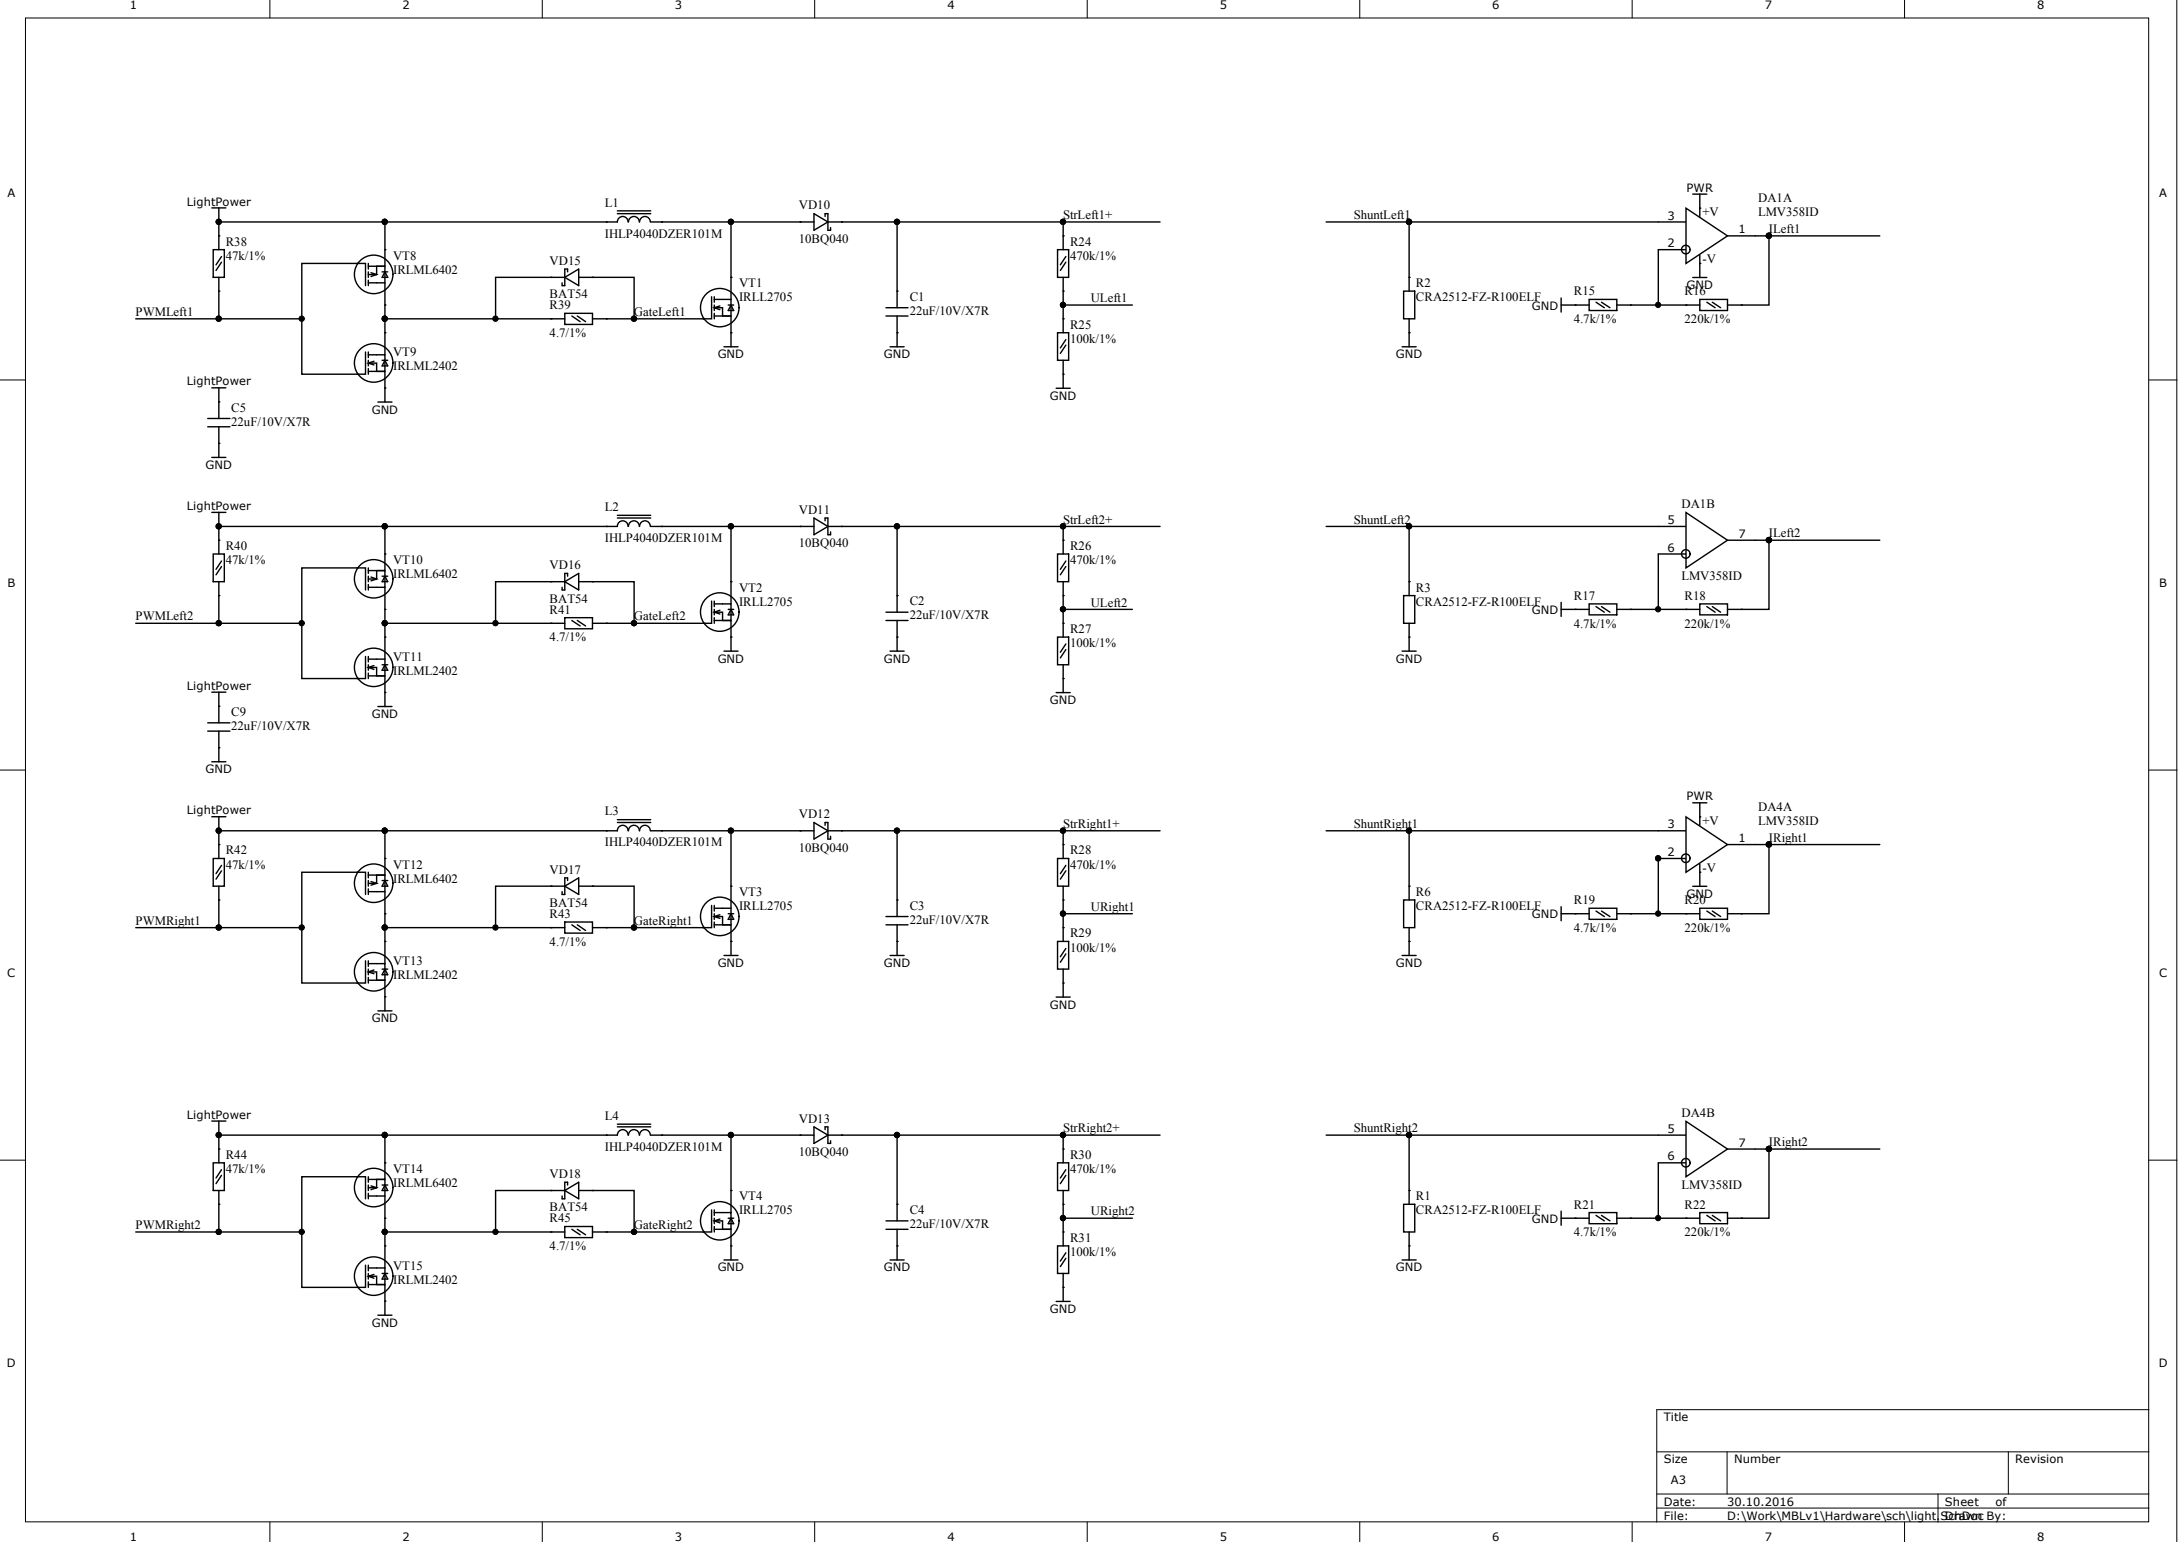 1 2 3 4 5 6 7 8
A A
LightPower
R38
47k/1%
PWMLeft1
VT8
IRLML6402
VT9
IRLML2402
GND
VD15
BAT54
R39
4.7/1%
GateLeft1
L1
IHLP4040DZER101M
VT1
IRLL2705
GND
VD10
10BQ040
C1
22uF/10V/X7R
GND
StrLeft1+
R24
470k/1%
ULeft1
R25
100k/1%
GND
ShuntLeft1
R2
CRA2512-FZ-R100ELF
GND
GND
R15
4.7k/1%
PWR
DA1A
LMV358ID
3
2
+V
-V
1
ILeft1
GND
R16
220k/1%
LightPower
C5
22uF/10V/X7R
GND
B B
LightPower
R40
47k/1%
PWMLeft2
VT10
IRLML6402
VT11
IRLML2402
GND
VD16
BAT54
R41
4.7/1%
GateLeft2
L2
IHLP4040DZER101M
VT2
IRLL2705
GND
VD11
10BQ040
C2
22uF/10V/X7R
GND
StrLeft2+
R26
470k/1%
ULeft2
R27
100k/1%
GND
ShuntLeft2
R3
CRA2512-FZ-R100ELF
GND
GND
R17
4.7k/1%
DA1B
5
6
7
ILeft2
LMV358ID
R18
220k/1%
LightPower
C9
22uF/10V/X7R
GND
C C
LightPower
R42
47k/1%
PWMRight1
VT12
IRLML6402
VT13
IRLML2402
GND
VD17
BAT54
R43
4.7/1%
GateRight1
L3
IHLP4040DZER101M
VT3
IRLL2705
GND
VD12
10BQ040
C3
22uF/10V/X7R
GND
StrRight1+
R28
470k/1%
URight1
R29
100k/1%
GND
ShuntRight1
R6
CRA2512-FZ-R100ELF
GND
GND
R19
4.7k/1%
PWR
DA4A
LMV358ID
3
2
+V
-V
1
IRight1
GND
R20
220k/1%
D D
LightPower
R44
47k/1%
PWMRight2
VT14
IRLML6402
VT15
IRLML2402
GND
VD18
BAT54
R45
4.7/1%
GateRight2
L4
IHLP4040DZER101M
VT4
IRLL2705
GND
VD13
10BQ040
C4
22uF/10V/X7R
GND
StrRight2+
R30
470k/1%
URight2
R31
100k/1%
GND
ShuntRight2
R1
CRA2512-FZ-R100ELF
GND
GND
R21
4.7k/1%
DA4B
5
6
7
IRight2
LMV358ID
R22
220k/1%
Title
Size Number Revision
A3
Date: 30.10.2016 Sheet of
File: D:\Work\MBLv1\Hardware\sch\light.SchDoc Drawn By:
1 2 3 4 5 6 7 8